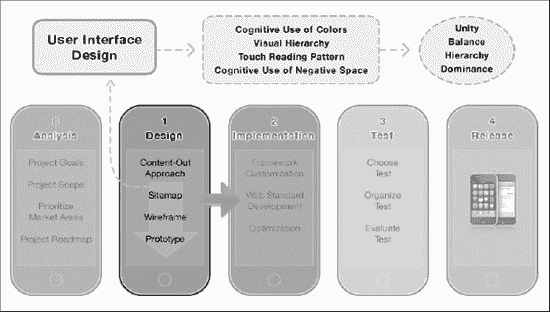 User Interface
Design
Cognitive Use of Colors
Visual Hierarchy
Touch Reading Pattern
Cognitive Use of Negative Space
Unity
Balance
Hierarchy
Dominance
0
Analysis
Project Goals
Project Scope
Prioritize
Market Areas
Project Roadmap
1
Design
Content-Out
Approach
Sitemap
Wireframe
Prototype
2
Implementation
Framework
Customization
Web Standard
Development
Optimization
3
Test
Choose
Test
Organize
Test
Evaluate
Test
4
Release